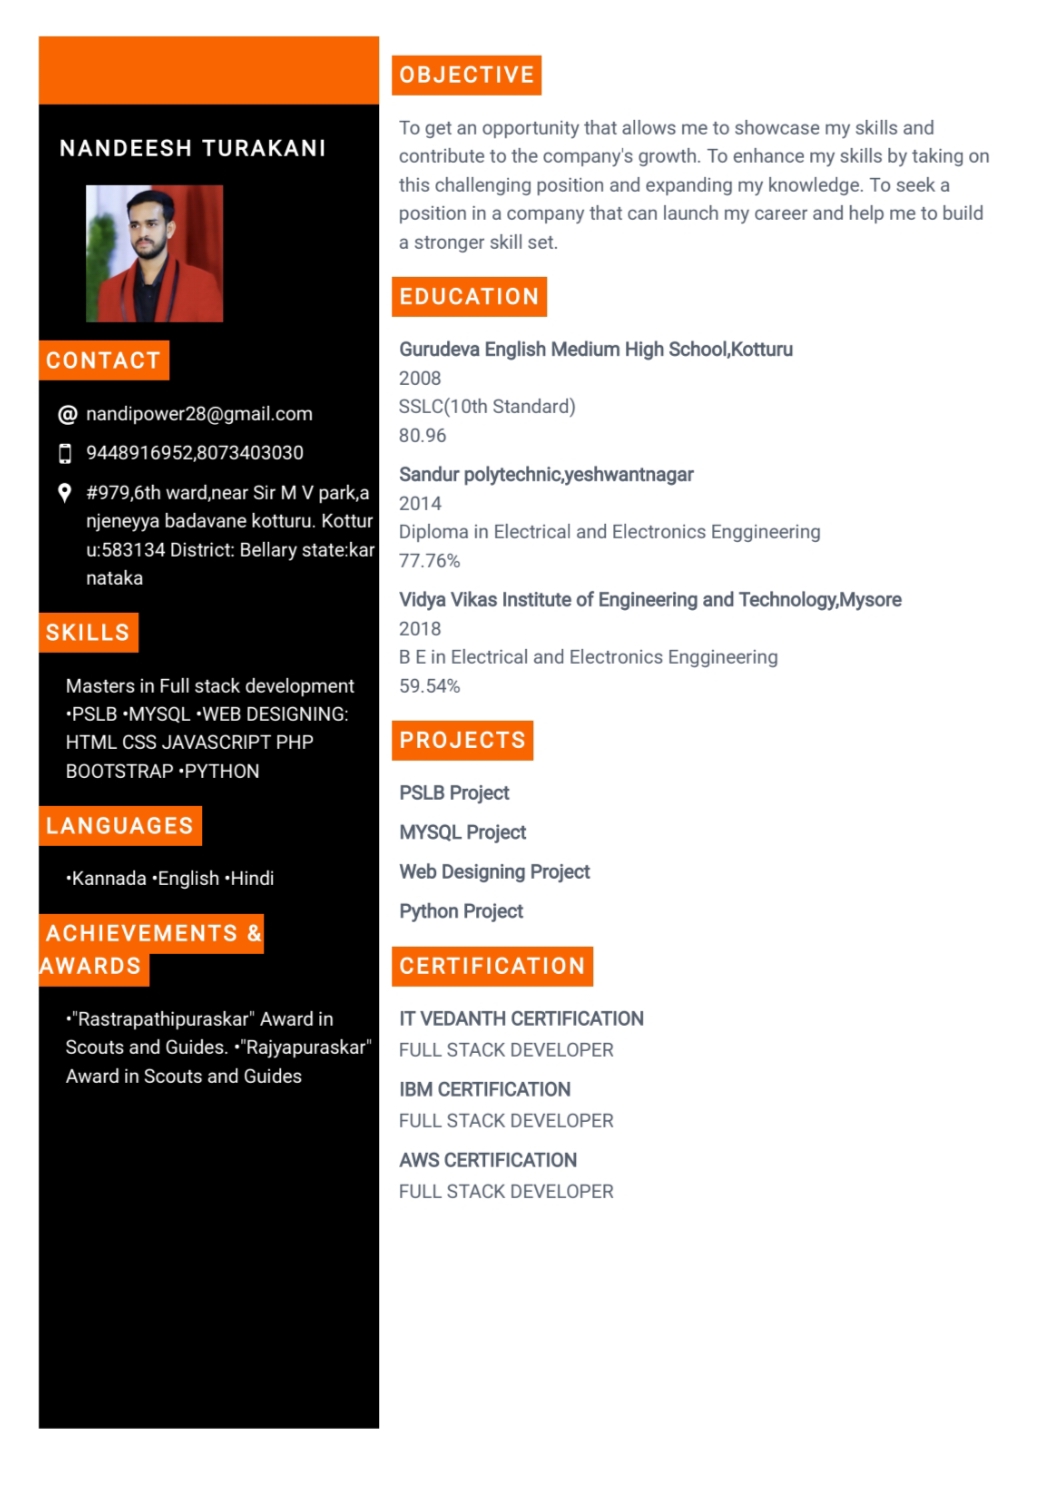 NANDEESH TURAKANI
CONTACT
nandipower28@gmail.com
9448916952,8073403030
#979,6th ward,near Sir M V park,a
njeneyya badavane kotturu. Kottur
u:583134 District: Bellary state:kar
nataka
SKILLS
Masters in Full stack development
•PSLB •MYSQL •WEB DESIGNING:
HTML CSS JAVASCRIPT PHP
BOOTSTRAP •PYTHON
LANGUAGES
•Kannada •English •Hindi
ACHIEVEMENTS &
AWARDS
•"Rastrapathipuraskar" Award in
Scouts and Guides. •"Rajyapuraskar"
Award in Scouts and Guides
OBJECTIVE
To get an opportunity that allows me to showcase my skills and
contribute to the company's growth. To enhance my skills by taking on
this challenging position and expanding my knowledge. To seek a
position in a company that can launch my career and help me to build
a stronger skill set.
EDUCATION
Gurudeva English Medium High School,Kotturu
2008
SSLC(10th Standard)
80.96
Sandur polytechnic,yeshwantnagar
2014
Diploma in Electrical and Electronics Enggineering
77.76%
Vidya Vikas Institute of Engineering and Technology,Mysore
2018
B E in Electrical and Electronics Enggineering
59.54%
PROJECTS
PSLB Project
MYSQL Project
Web Designing Project
Python Project
CERTIFICATION
IT VEDANTH CERTIFICATION
FULL STACK DEVELOPER
IBM CERTIFICATION
FULL STACK DEVELOPER
AWS CERTIFICATION
FULL STACK DEVELOPER